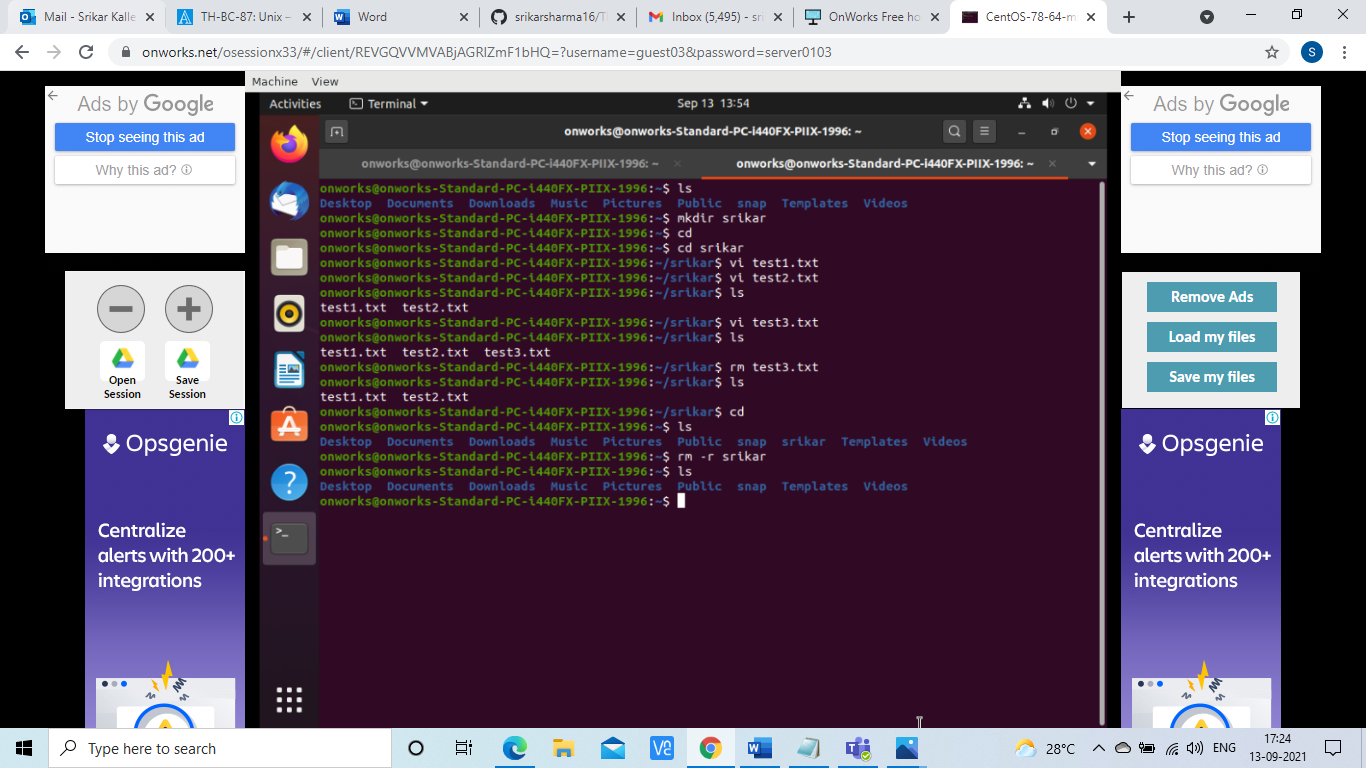 Mail - Srikar Kalle
TH-BC-87: Unix –
Word
srikarsharma16/T
Inbox (5,495) - sri
OnWorks Free ho
CentOS-78-64-m
onworks.net/osessionx33/#/client/REVGQVVMVABjAGRlZmF1bHQ=?username=guest03&password=server0103
S
Machine View
Ads by Google
Stop seeing this ad
Why this ad?
Activities
Terminal
Sep 13 13:54
onworks@onworks-Standard-PC-i440FX-PIIX-1996: ~
onworks@onworks-Standard-PC-i440FX-PIIX-1996: ~
onworks@onworks-Standard-PC-i440FX-PIIX-1996: ~
onworks@onworks-Standard-PC-i440FX-PIIX-1996:~$ ls
Desktop Documents Downloads Music Pictures Public snap Templates Videos
onworks@onworks-Standard-PC-i440FX-PIIX-1996:~$ mkdir srikar
onworks@onworks-Standard-PC-i440FX-PIIX-1996:~$ cd
onworks@onworks-Standard-PC-i440FX-PIIX-1996:~$ cd srikar
onworks@onworks-Standard-PC-i440FX-PIIX-1996:~/srikar$ vi test1.txt
onworks@onworks-Standard-PC-i440FX-PIIX-1996:~/srikar$ vi test2.txt
onworks@onworks-Standard-PC-i440FX-PIIX-1996:~/srikar$ ls
test1.txt test2.txt
onworks@onworks-Standard-PC-i440FX-PIIX-1996:~/srikar$ vi test3.txt
onworks@onworks-Standard-PC-i440FX-PIIX-1996:~/srikar$ ls
test1.txt test2.txt test3.txt
onworks@onworks-Standard-PC-i440FX-PIIX-1996:~/srikar$ rm test3.txt
onworks@onworks-Standard-PC-i440FX-PIIX-1996:~/srikar$ ls
test1.txt test2.txt
onworks@onworks-Standard-PC-i440FX-PIIX-1996:~/srikar$ cd
onworks@onworks-Standard-PC-i440FX-PIIX-1996:~$ ls
Desktop Documents Downloads Music Pictures Public snap srikar Templates Videos
onworks@onworks-Standard-PC-i440FX-PIIX-1996:~$ rm -r srikar
onworks@onworks-Standard-PC-i440FX-PIIX-1996:~$ ls
Desktop Documents Downloads Music Pictures Public snap Templates Videos
onworks@onworks-Standard-PC-i440FX-PIIX-1996:~$
Ads by Google
Stop seeing this ad
Why this ad?
Open
Session
Save
Session
Remove Ads
Load my files
Save my files
Opsgenie
Centralize
alerts with 200+
integrations
Opsgenie
Centralize
alerts with 200+
integrations
Type here to search
28°C
ENG
17:24
13-09-2021